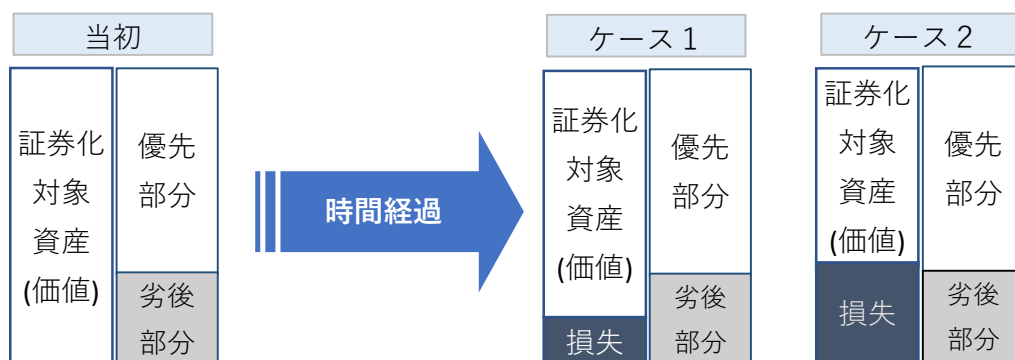 当初
証券化
対象
資産
(価値)
優先
部分
劣後
部分
時間経過
ケース１
証券化
対象
資産
(価値)
損失
優先
部分
劣後
部分
ケース２
証券化
対象
資産
(価値)
損失
優先
部分
劣後
部分